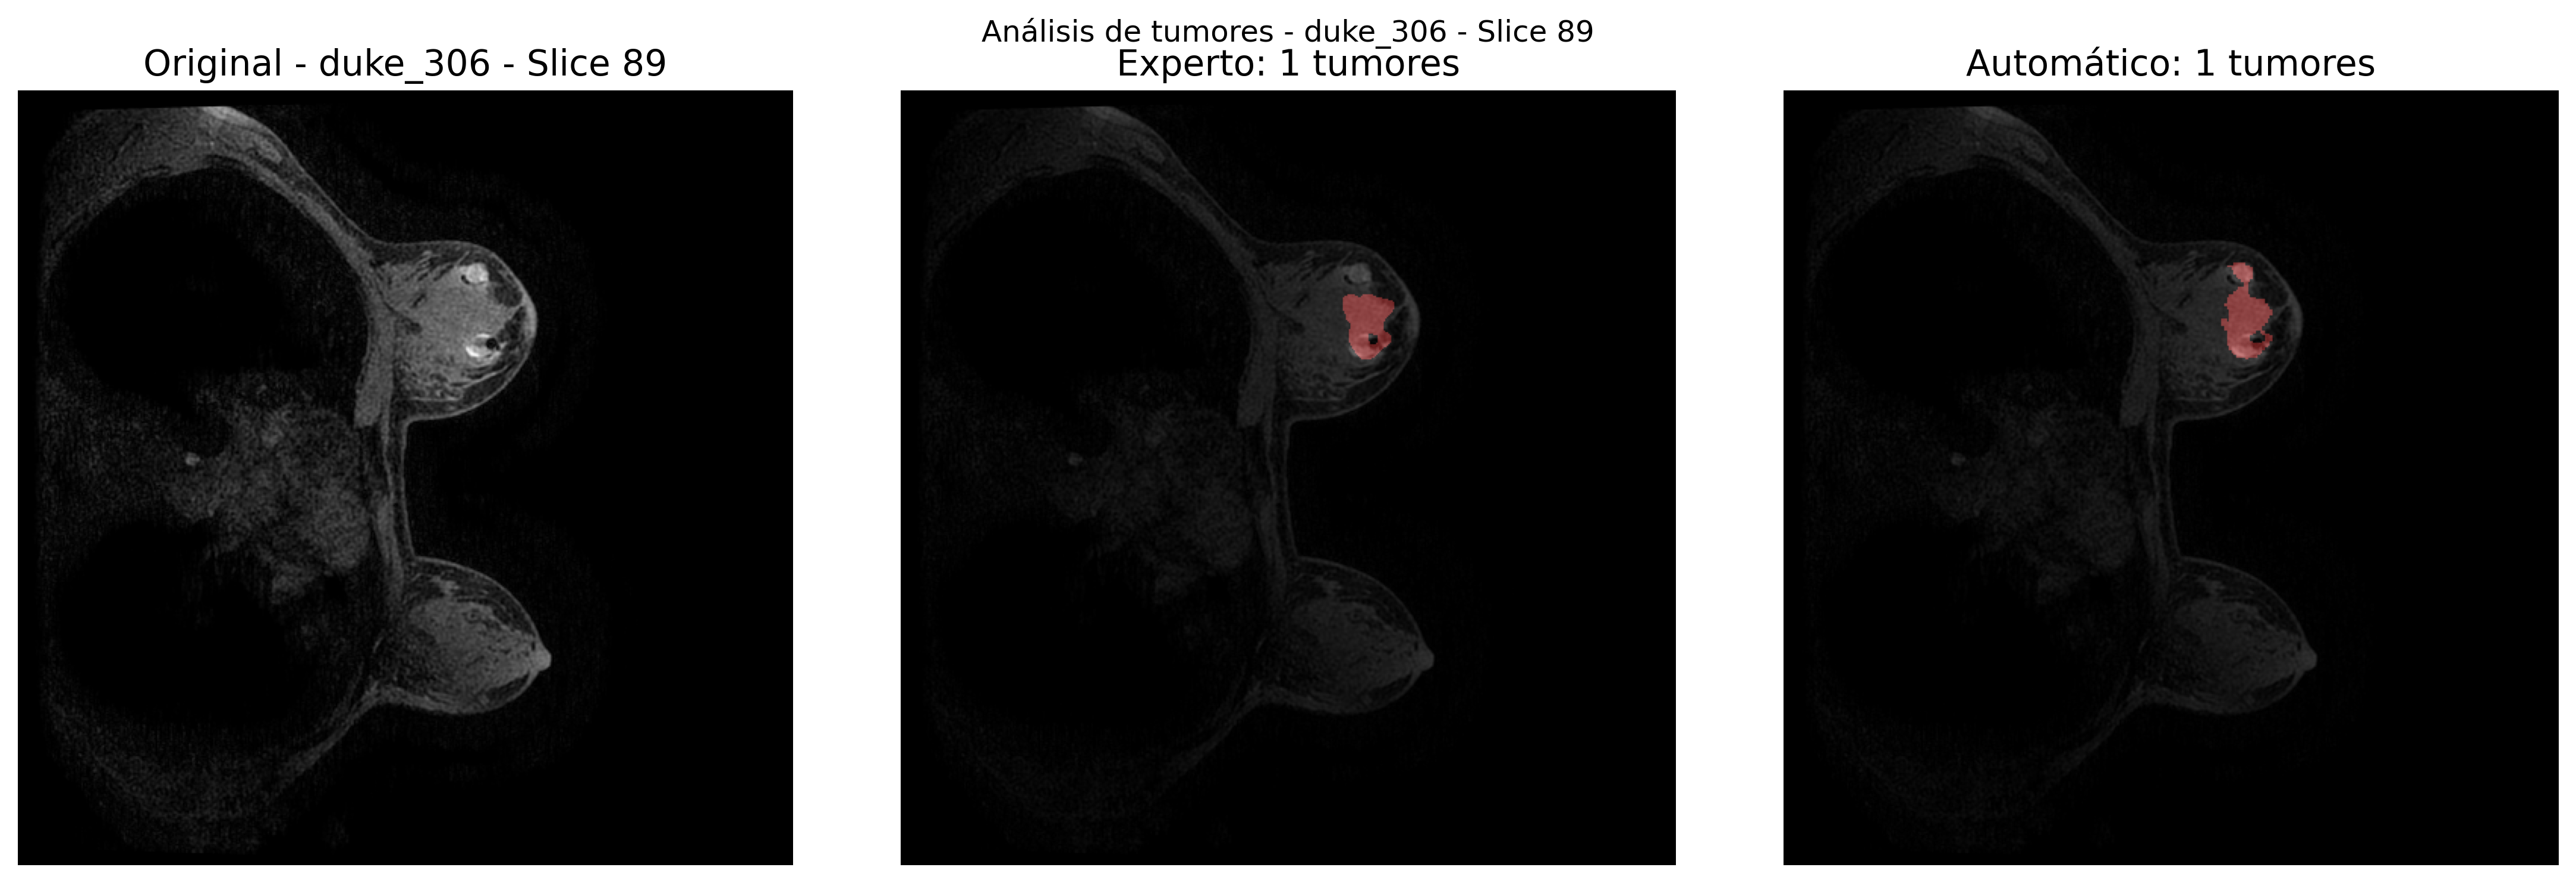 Análisis de tumores - duke_306 - Slice 89
Original - duke_306 - Slice 89
Experto: 1 tumores
Automático: 1 tumores